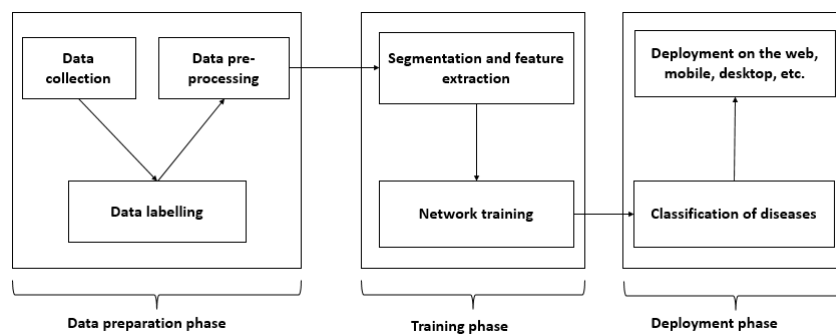 Data
collection
Data pre-
processing
Data labelling
Segmentation and feature
extraction
Network training
Deployment on the web,
mobile, desktop, etc.
Classification of diseases
Data preparation phase
Training phase
Deployment phase